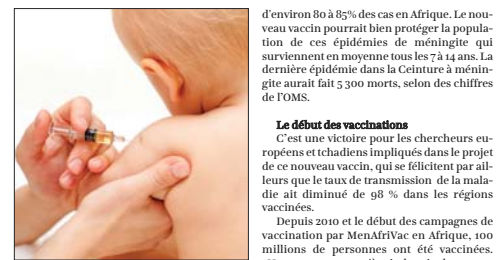 d'environ 80 à 85% des cas en Afrique. Le nou-
veau vaccin pourrait bien protéger la popula-
tion de ces épidémies de méningite qui
surviennent en moyenne tous les 7 à 14 ans. La
dernière épidémie dans la Ceinture à ménin-
gite aurait fait 5 300 morts, selon des chiffres
de l'OMS.
Le début des vaccinations
C'est une victoire pour les chercheurs eu-
ropéens et tchadiens impliqués dans le projet
de ce nouveau vaccin, qui se félicitent par ail-
leurs que le taux de transmission de la mala-
die ait diminué de 98 % dans les régions
vaccinées.
Depuis 2010 et le début des campagnes de
vaccination par MenAfriVac en Afrique, 100
millions de personnes ont été vaccinées.